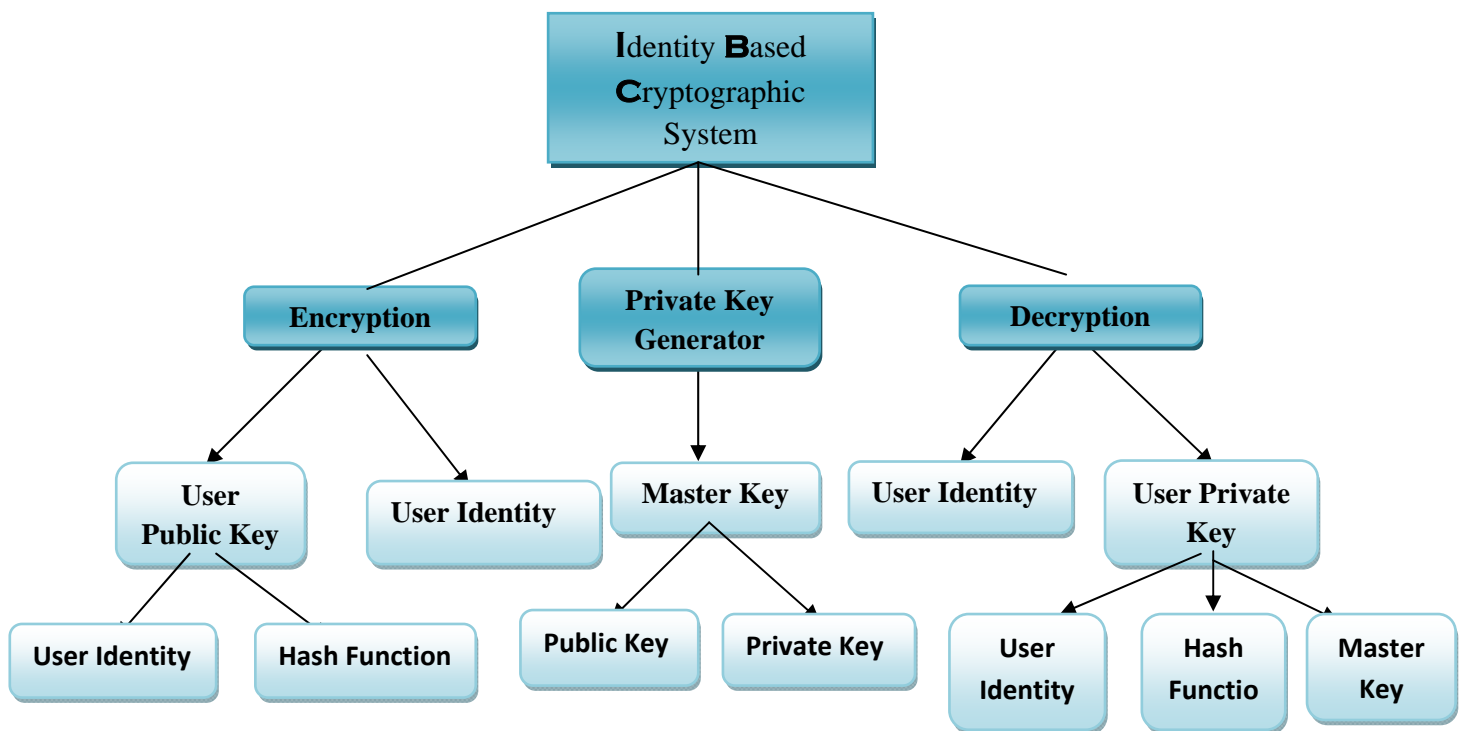 Identity Based
Cryptographic
System
Encryption
Private Key
Generator
Decryption
User
Public Key
User Identity
Master Key
User Identity
User Private
Key
User Identity
Hash Function
Public Key
Private Key
User
Identity
Hash
Functio
Master
Key